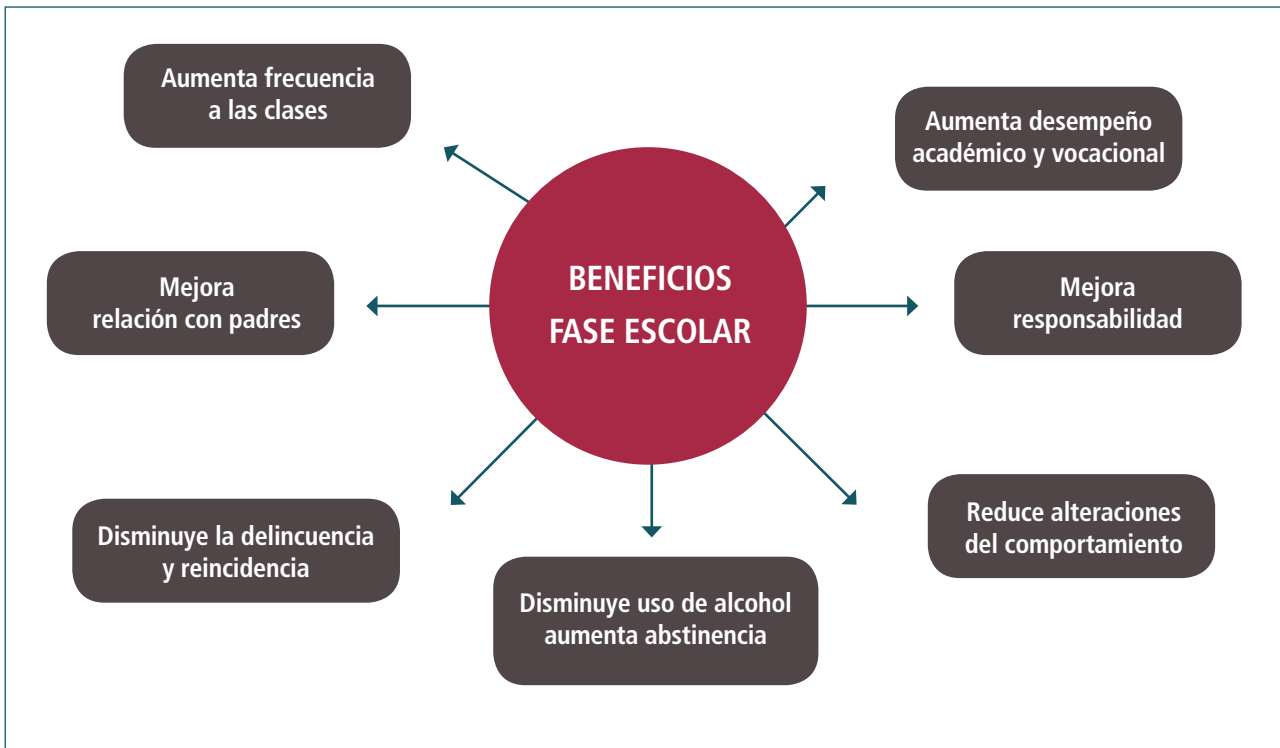 Aumenta frecuencia
a las clases
Aumenta desempeño
académico y vocacional
BENEFICIOS
FASE ESCOLAR
Mejora
relación con padres
Mejora
responsabilidad
Disminuye la delincuencia
y reincidencia
Disminuye uso de alcohol
aumenta abstinencia
Reduce alteraciones
del comportamiento